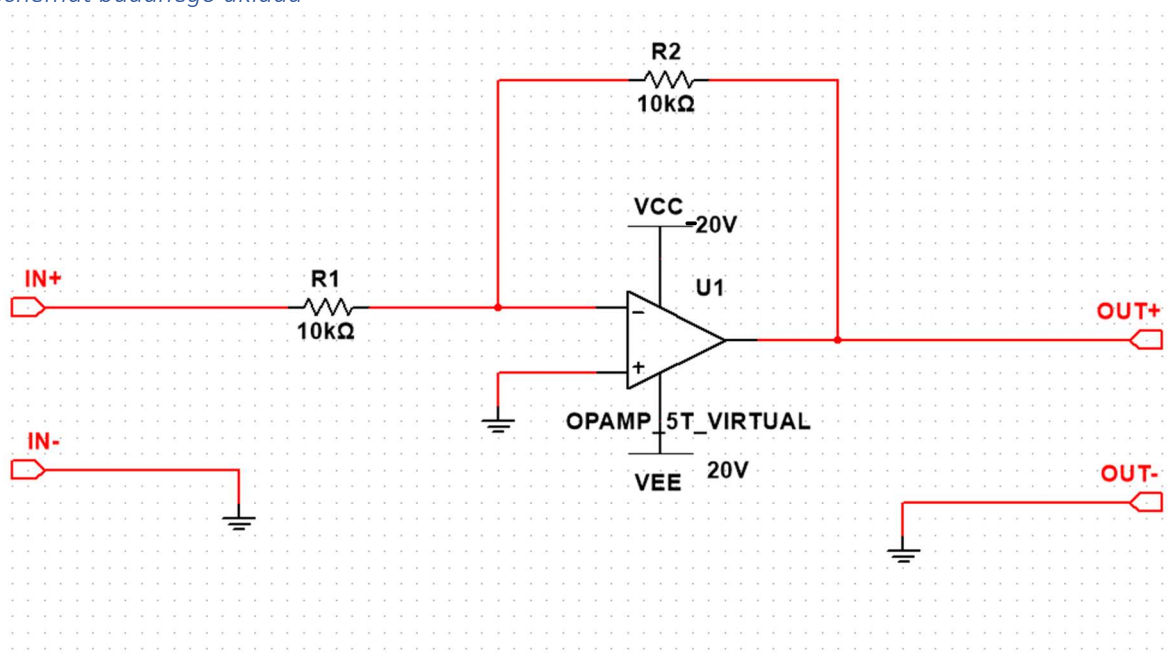 R2
10kΩ
VCC
-20V
U1
IN+
R1
10kΩ
OUT+
OPAMP_5T_VIRTUAL
IN-
20V
VEE
OUT-